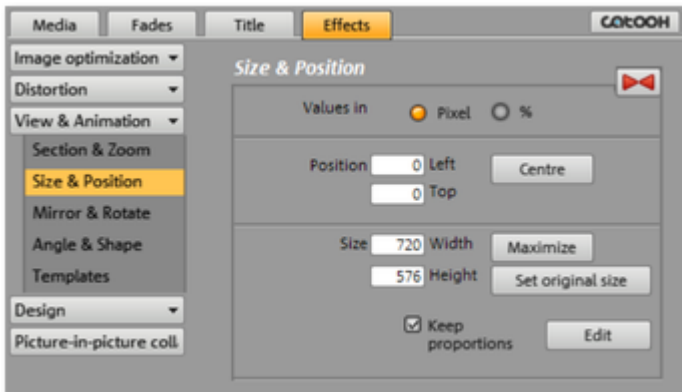 Media Fades Title Effects CATOOH
Image optimization
Distortion
View & Animation
Section & Zoom
Size & Position
Mirror & Rotate
Angle & Shape
Templates
Design
Picture-in-picture coll
Size & Position
Values in Pixel %
Position 0 Left Centre
0 Top
Size 720 Width Maximize
576 Height Set original size
Keep
proportions Edit